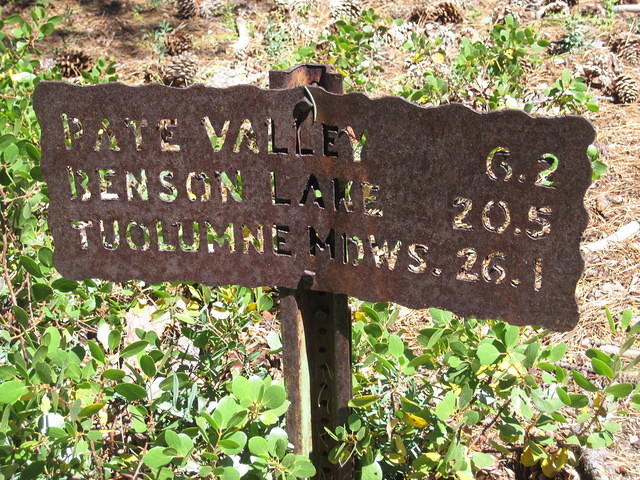 PATE VALLEY 6.2
BENSON LAKE 20.5
TUOLUMNE MDWS. 26.1